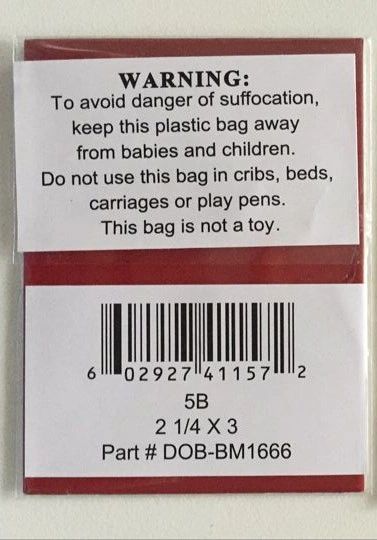 WARNING:
To avoid danger of suffocation,
keep this plastic bag away
from babies and children.
Do not use this bag in cribs, beds,
carriages or play pens.
This bag is not a toy.
6 02927 41157 2
5B
2 1/4 X 3
Part # DOB-BM1666